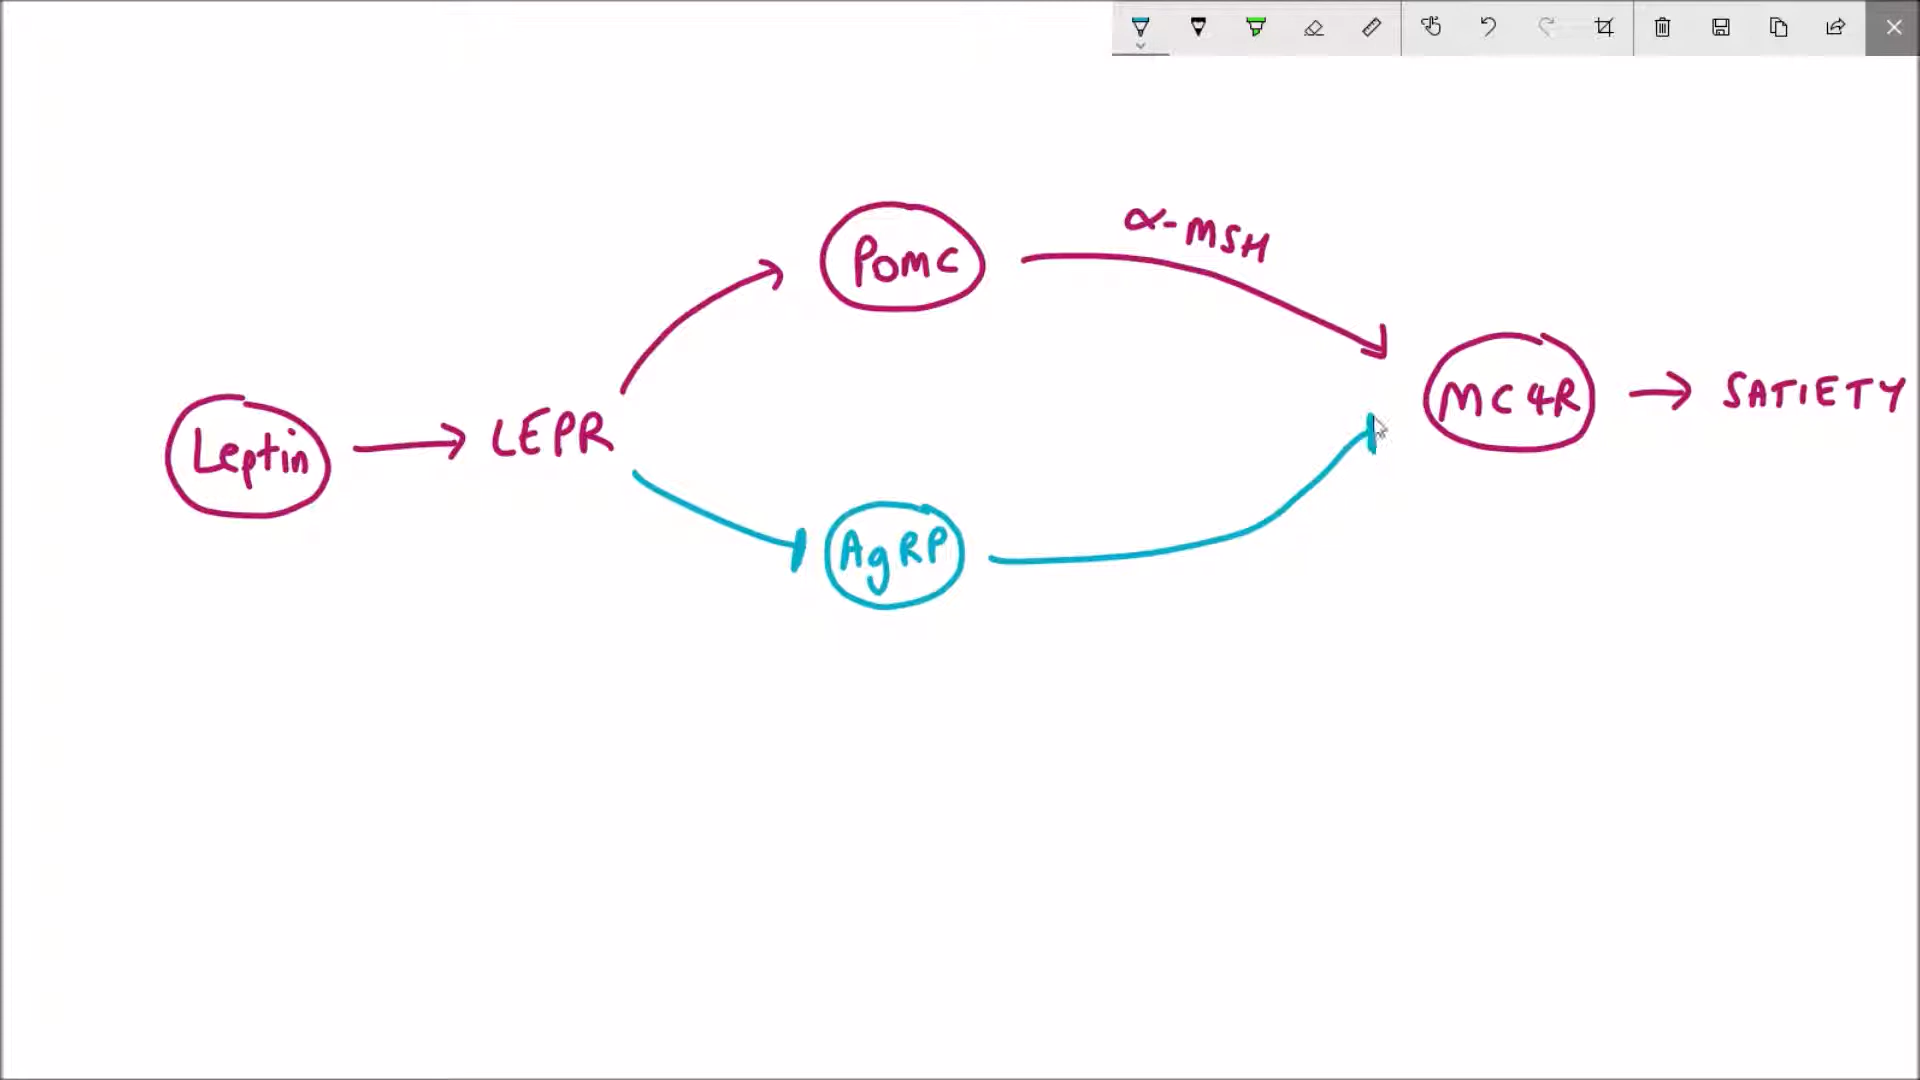 α-MSH
POMC
Leptin
LEPR
MC4R
SATIETY
AgRP